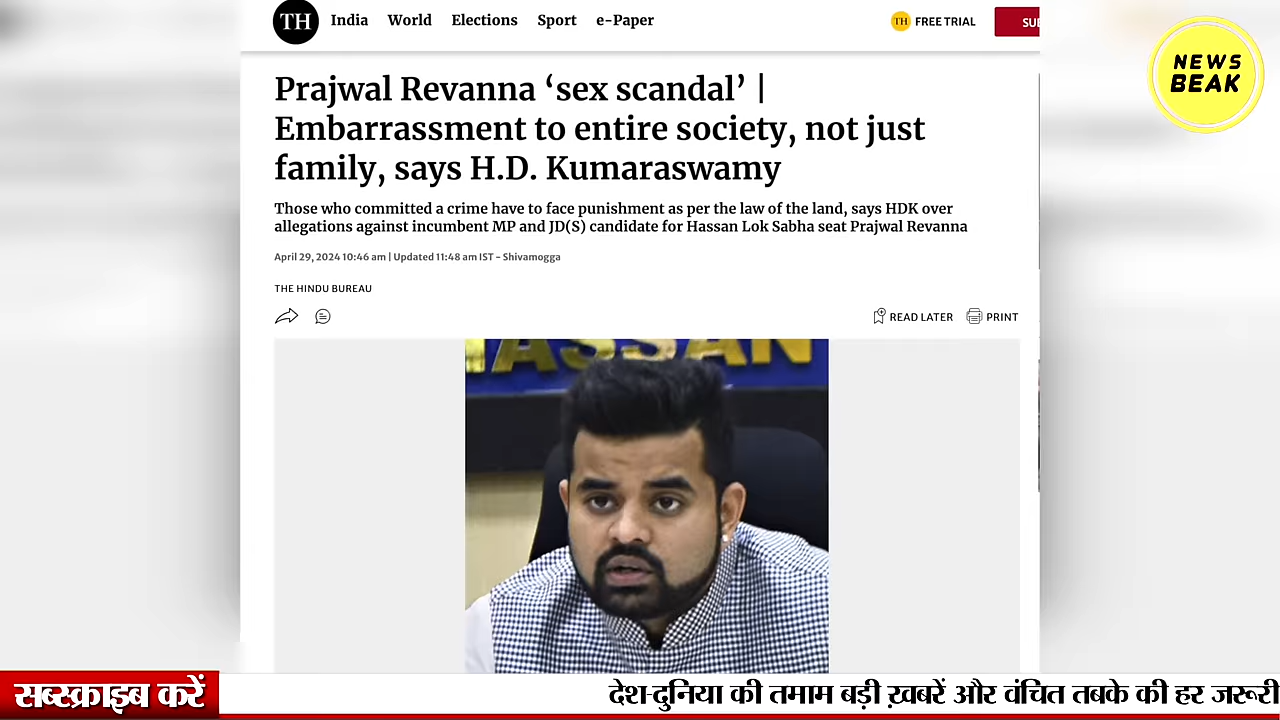 TH India World Elections Sport e-Paper TH FREE TRIAL
NEWS
BEAK
Prajwal Revanna ‘sex scandal’ |
Embarrassment to entire society, not just
family, says H.D. Kumaraswamy
Those who committed a crime have to face punishment as per the law of the land, says HDK over
allegations against incumbent MP and JD(S) candidate for Hassan Lok Sabha seat Prajwal Revanna
April 29, 2024 10:46 am | Updated 11:48 am IST - Shivamogga
THE HINDU BUREAU
READ LATER PRINT
HASSAN
सब्स्क्राइब करें
देश-दुनिया की तमाम बड़ी ख़बरें और वंचित तबके की हर जरूरी